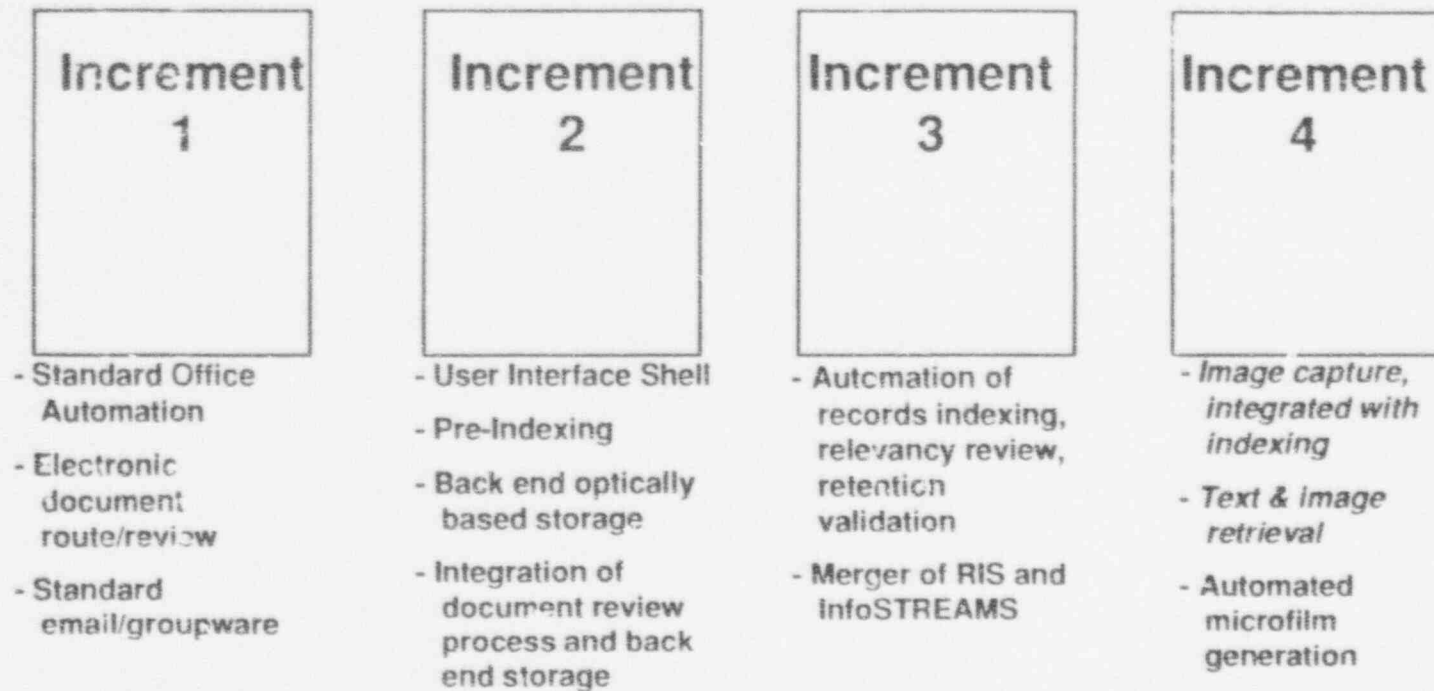 Increment
1
- Standard Office
Automation
- Electronic
document
route/review
- Standard
email/groupware
Increment
2
- User Interface Shell
- Pre-Indexing
- Back end optically
based storage
- Integration of
document review
process and back
end storage
Increment
3
- Automation of
records indexing,
relevancy review,
retention
validation
- Merger of RIS and
InfoSTREAMS
Increment
4
- Image capture,
integrated with
indexing
- Text & image
retrieval
- Automated
microfilm
generation